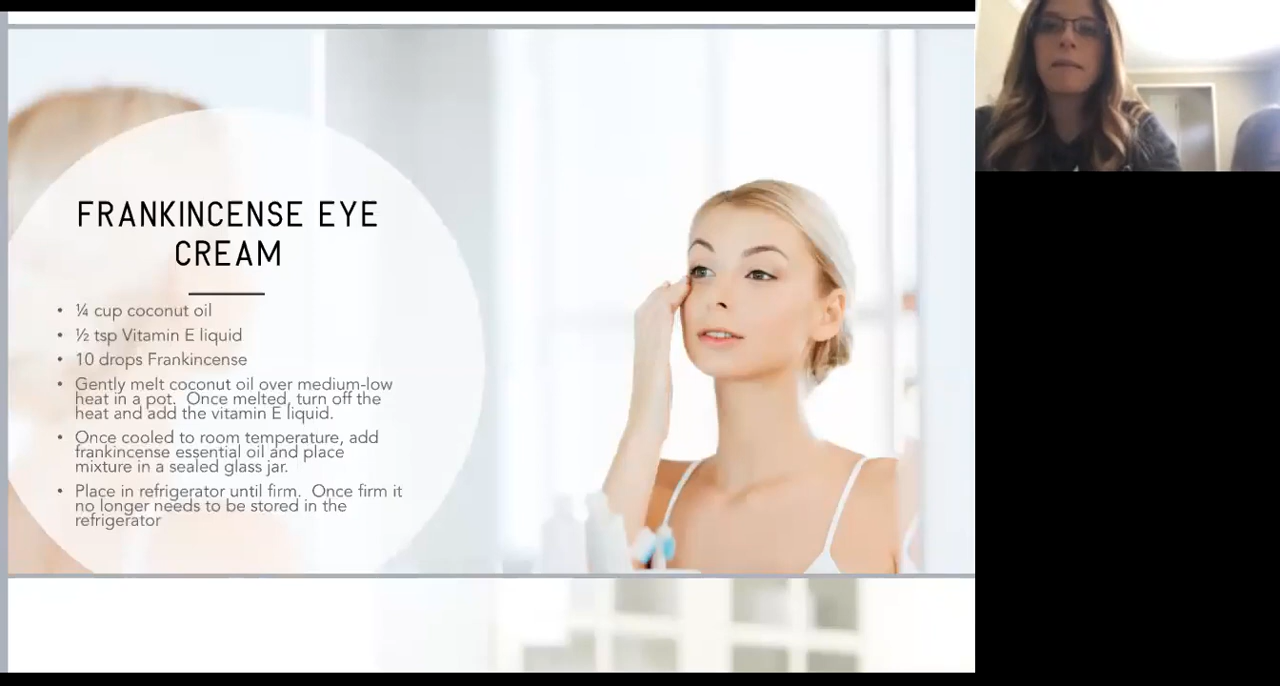 FRANKINCENSE EYE
CREAM
• ¼ cup coconut oil
• ½ tsp Vitamin E liquid
• 10 drops Frankincense
• Gently melt coconut oil over medium-low
heat in a pot.  Once melted, turn off the
heat and add the vitamin E liquid.
• Once cooled to room temperature, add
frankincense essential oil and place
mixture in a sealed glass jar.
• Place in refrigerator until firm.  Once firm it
no longer needs to be stored in the
refrigerator